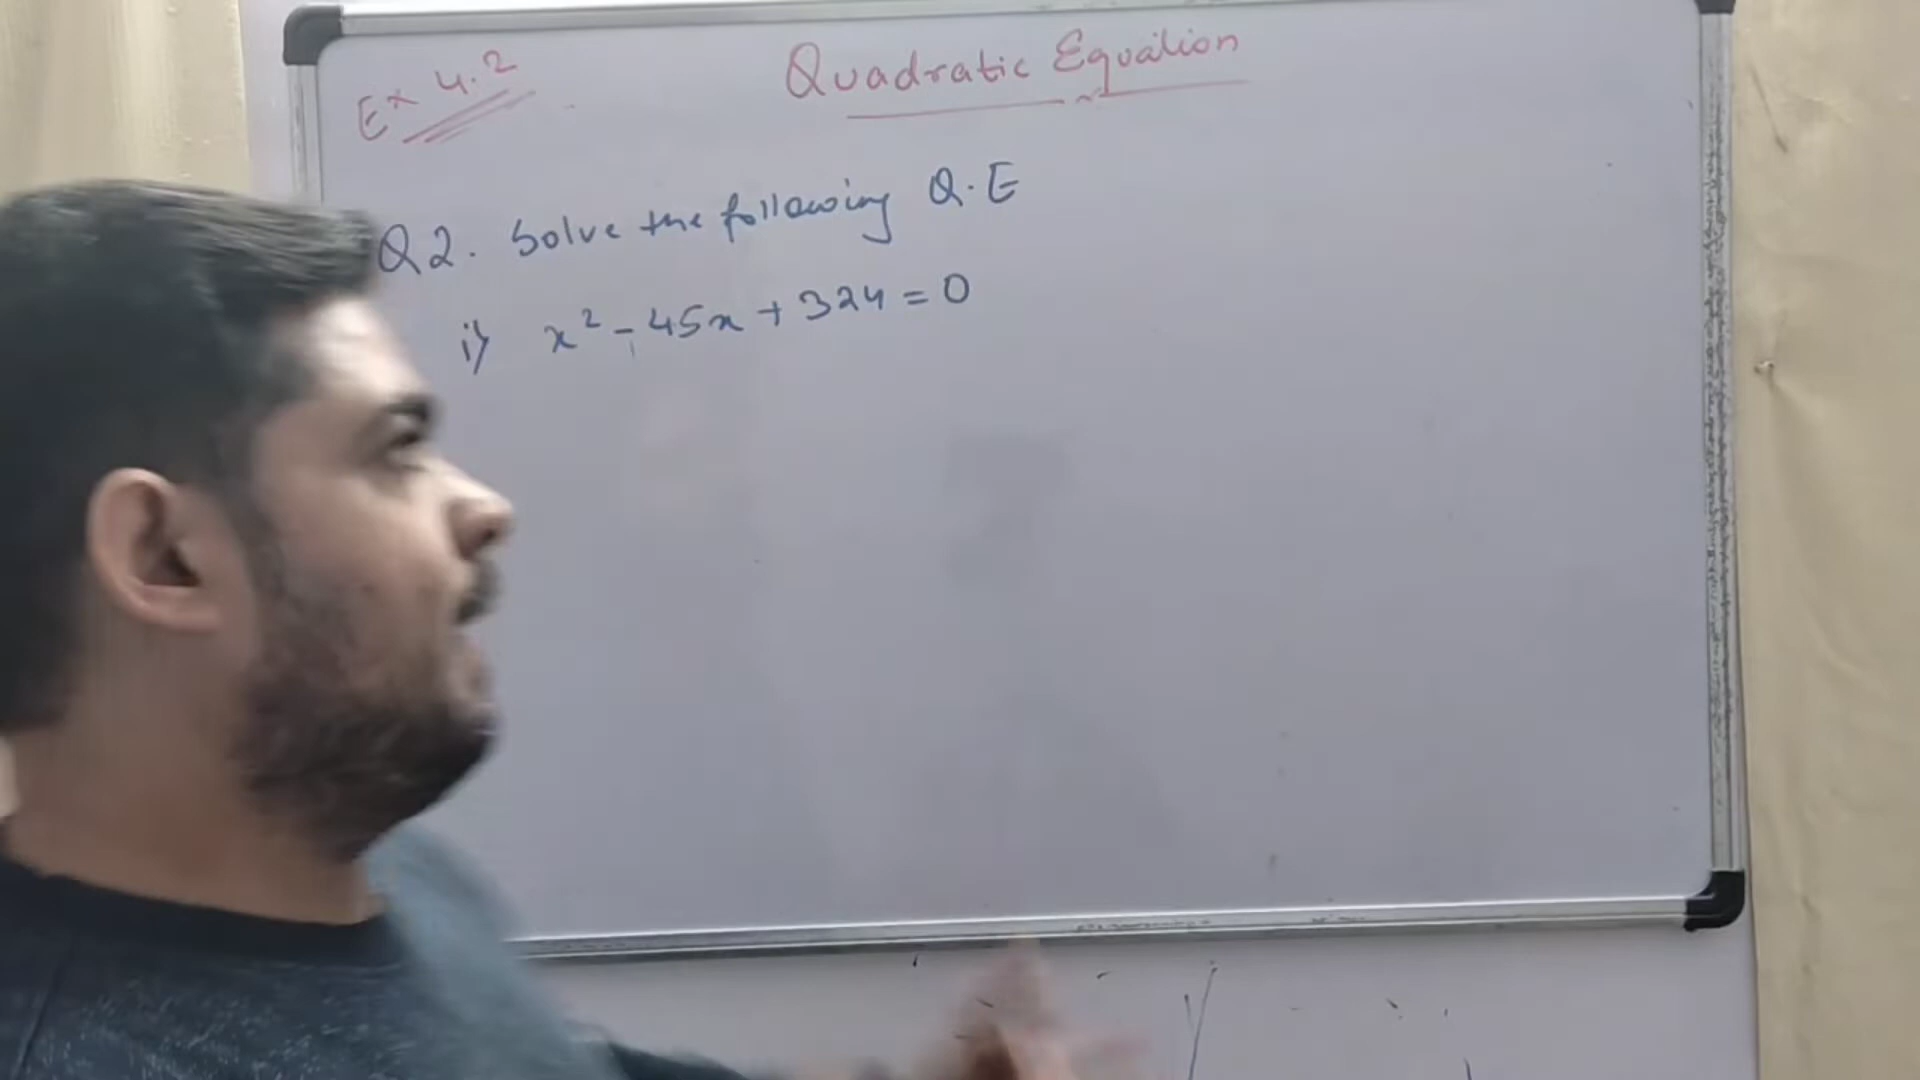 Ex 4.2
Quadratic Equation
Q2. Solve the following Q.E
i) x² - 45x + 324 = 0